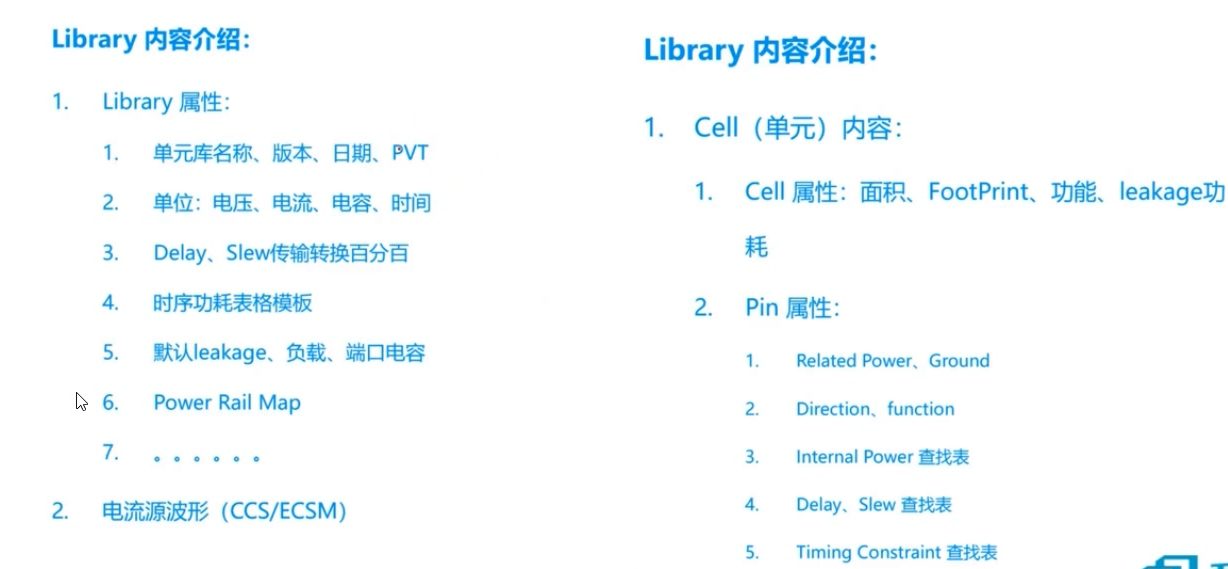 Library 内容介绍：
1. Library 属性：
1. 单元库名称、版本、日期、PVT
2. 单位：电压、电流、电容、时间
3. Delay、Slew传输转换百分百
4. 时序功耗表格模板
5. 默认leakage、负载、端口电容
6. Power Rail Map
7. 。。。。。。
2. 电流源波形（CCS/ECSM）
Library 内容介绍：
1. Cell（单元）内容：
1. Cell 属性：面积、FootPrint、功能、leakage功
耗
2. Pin 属性：
1. Related Power、Ground
2. Direction、function
3. Internal Power 查找表
4. Delay、Slew 查找表
5. Timing Constraint 查找表